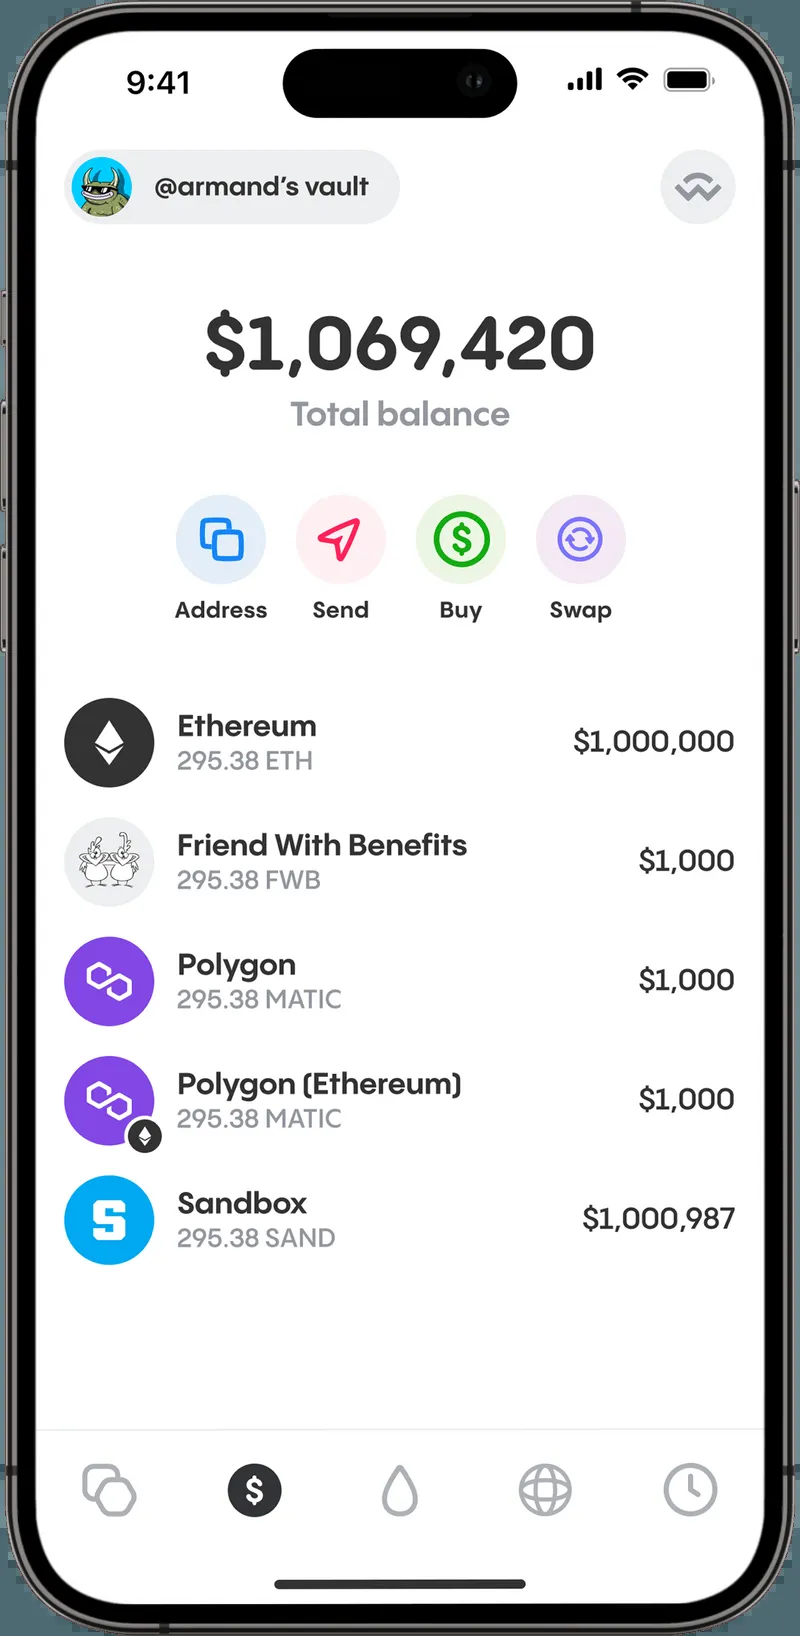 9:41
@armand’s vault
$1,069,420
Total balance
Address Send Buy Swap
Ethereum
295.38 ETH
$1,000,000
Friend With Benefits
295.38 FWB
$1,000
Polygon
295.38 MATIC
$1,000
Polygon (Ethereum)
295.38 MATIC
$1,000
Sandbox
295.38 SAND
$1,000,987